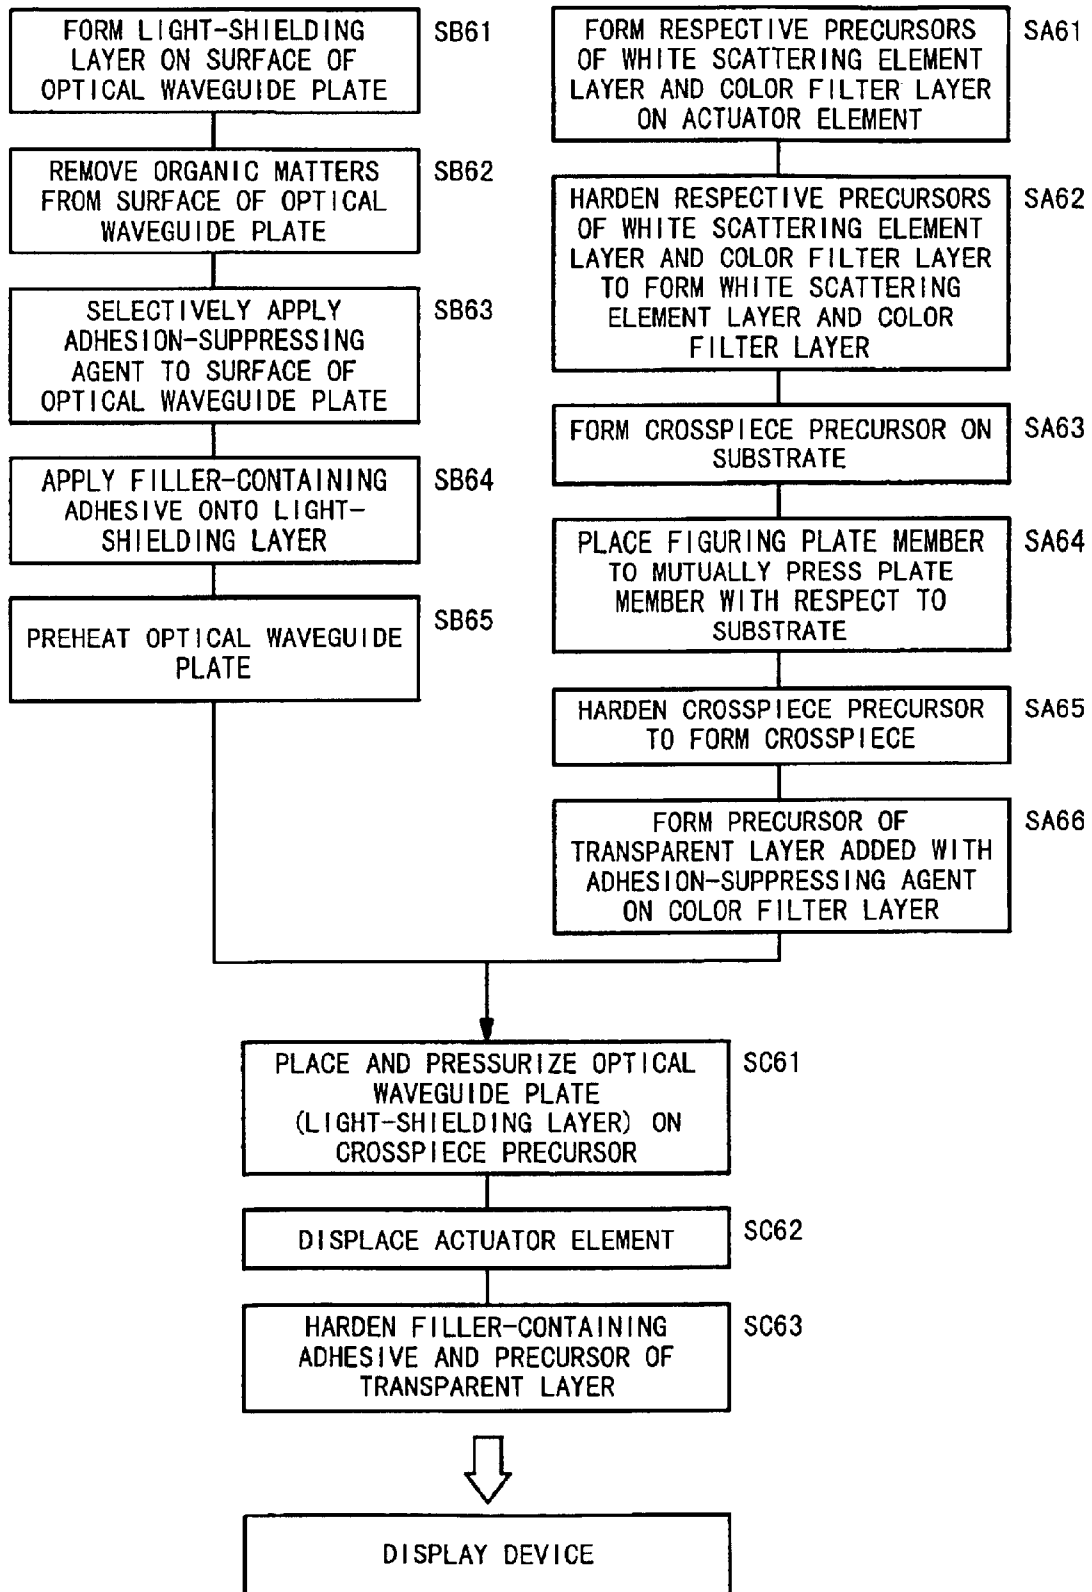 FORM LIGHT-SHIELDING
LAYER ON SURFACE OF
OPTICAL WAVEGUIDE PLATE
SB61
REMOVE ORGANIC MATTERS
FROM SURFACE OF OPTICAL
WAVEGUIDE PLATE
SB62
SELECTIVELY APPLY
ADHESION-SUPPRESSING
AGENT TO SURFACE OF
OPTICAL WAVEGUIDE PLATE
SB63
APPLY FILLER-CONTAINING
ADHESIVE ONTO LIGHT-
SHIELDING LAYER
SB64
PREHEAT OPTICAL WAVEGUIDE
PLATE
SB65
FORM RESPECTIVE PRECURSORS
OF WHITE SCATTERING ELEMENT
LAYER AND COLOR FILTER LAYER
ON ACTUATOR ELEMENT
SA61
HARDEN RESPECTIVE PRECURSORS
OF WHITE SCATTERING ELEMENT
LAYER AND COLOR FILTER LAYER
TO FORM WHITE SCATTERING
ELEMENT LAYER AND COLOR
FILTER LAYER
SA62
FORM CROSSPIECE PRECURSOR ON
SUBSTRATE
SA63
PLACE FIGURING PLATE MEMBER
TO MUTUALLY PRESS PLATE
MEMBER WITH RESPECT TO
SUBSTRATE
SA64
HARDEN CROSSPIECE PRECURSOR
TO FORM CROSSPIECE
SA65
FORM PRECURSOR OF
TRANSPARENT LAYER ADDED WITH
ADHESION-SUPPRESSING AGENT
ON COLOR FILTER LAYER
SA66
PLACE AND PRESSURIZE OPTICAL
WAVEGUIDE PLATE
(LIGHT-SHIELDING LAYER) ON
CROSSPIECE PRECURSOR
SC61
DISPLACE ACTUATOR ELEMENT
SC62
HARDEN FILLER-CONTAINING
ADHESIVE AND PRECURSOR OF
TRANSPARENT LAYER
SC63
DISPLAY DEVICE